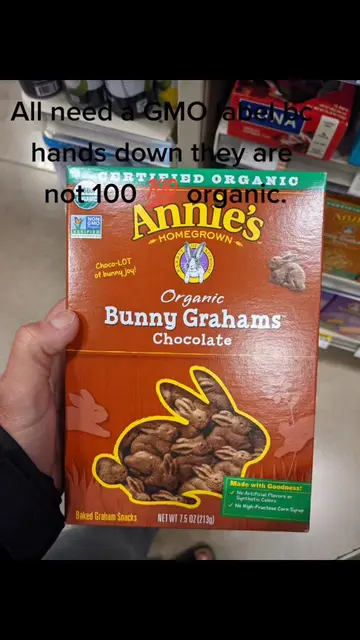 All need a GMO label bc
hands down they are
not 100 organic.
CERTIFIED ORGANIC
NON
GMO
Annie's
HOMEGROWN
Choco-LOT
of bunny joy!
Organic
Bunny Grahams
Chocolate
Made with Goodness!
No Artificial Flavors or
Synthetic Colors
No High-Fructose Corn Syrup
Baked Graham Snacks
NET WT 7.5 OZ (213g)